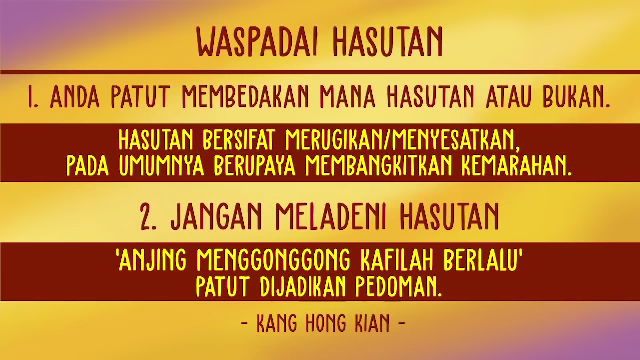 WASPADAI HASUTAN
1. ANDA PATUT MEMBEDAKAN MANA HASUTAN ATAU BUKAN.
HASUTAN BERSIFAT MERUGIKAN/MENYESATKAN,
PADA UMUMNYA BERUPAYA MEMBANGKITKAN KEMARAHAN.
2. JANGAN MELADENI HASUTAN
'ANJING MENGGONGGONG KAFILAH BERLALU'
PATUT DIJADIKAN PEDOMAN.
- KANG HONG KIAN -